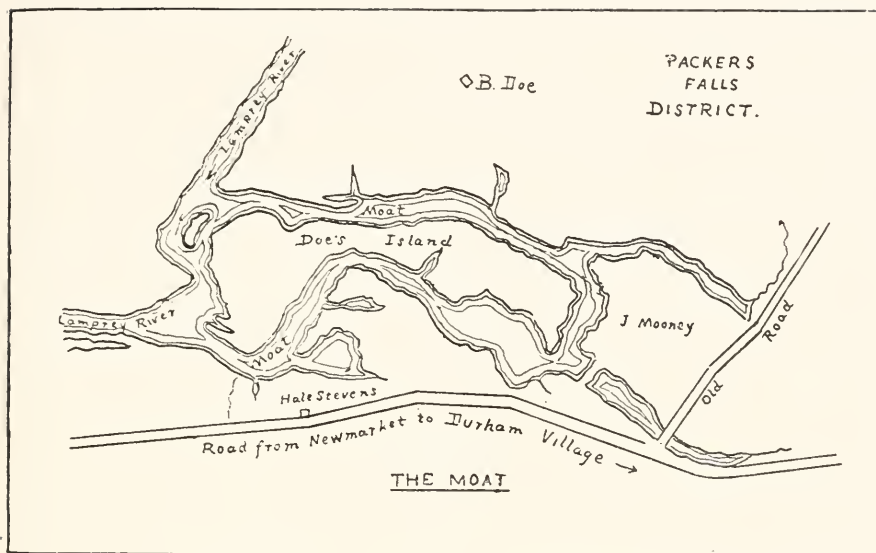 PACKERS
FALLS
DISTRICT.
B. Doe
Lamprey River
Moat
Doe's Island
J Mooney
Lamprey River
Moat
Old Road
Hale Stevens
Road from Newmarket to Durham Village →
THE MOAT